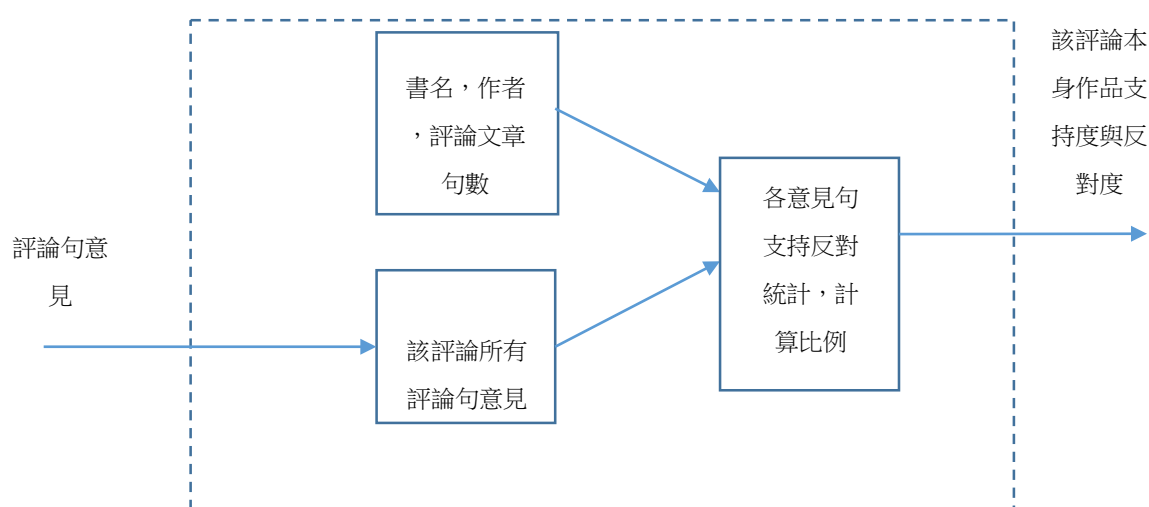 評論句意
見
書名，作者
，評論文章
句數
該評論所有
評論句意見
各意見句
支持反對
統計，計
算比例
該評論本
身作品支
持度與反
對度